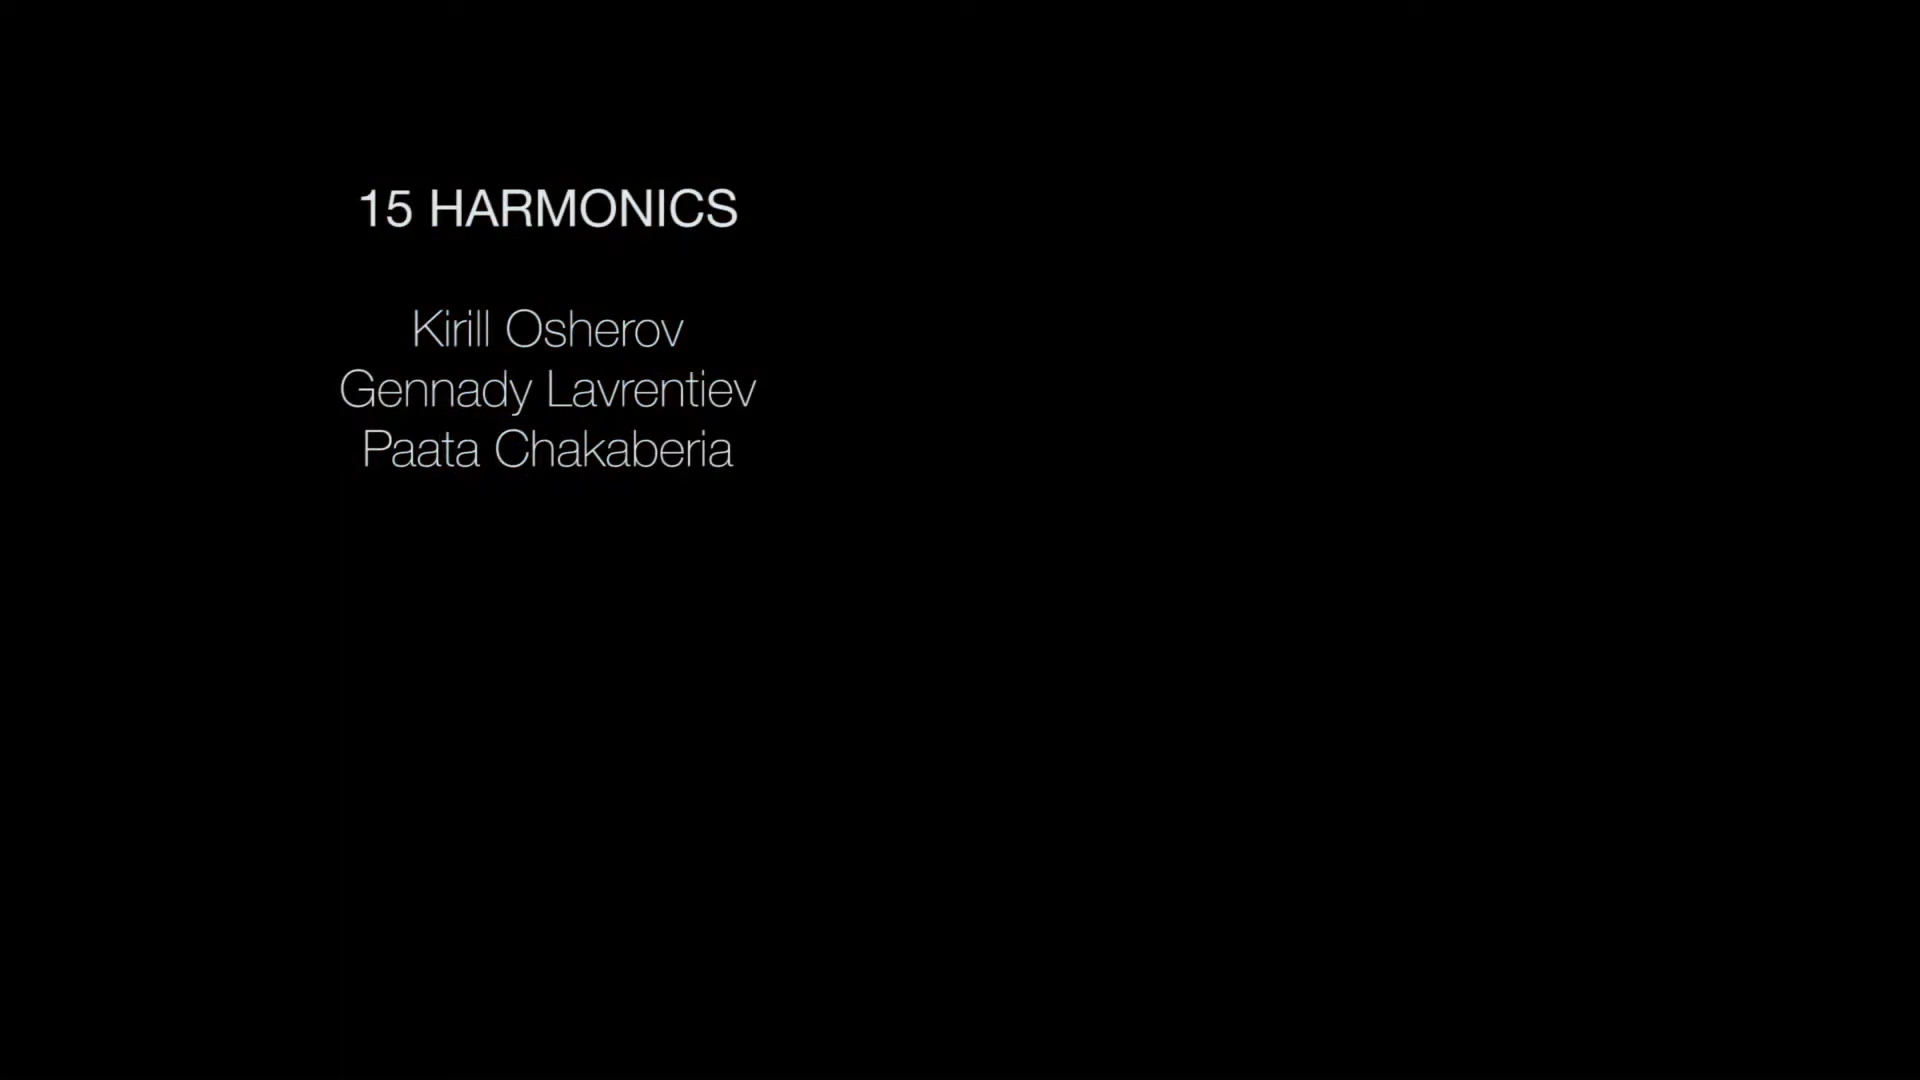 15 HARMONICS
Kirill Osherov
Gennady Lavrentiev
Paata Chakaberia